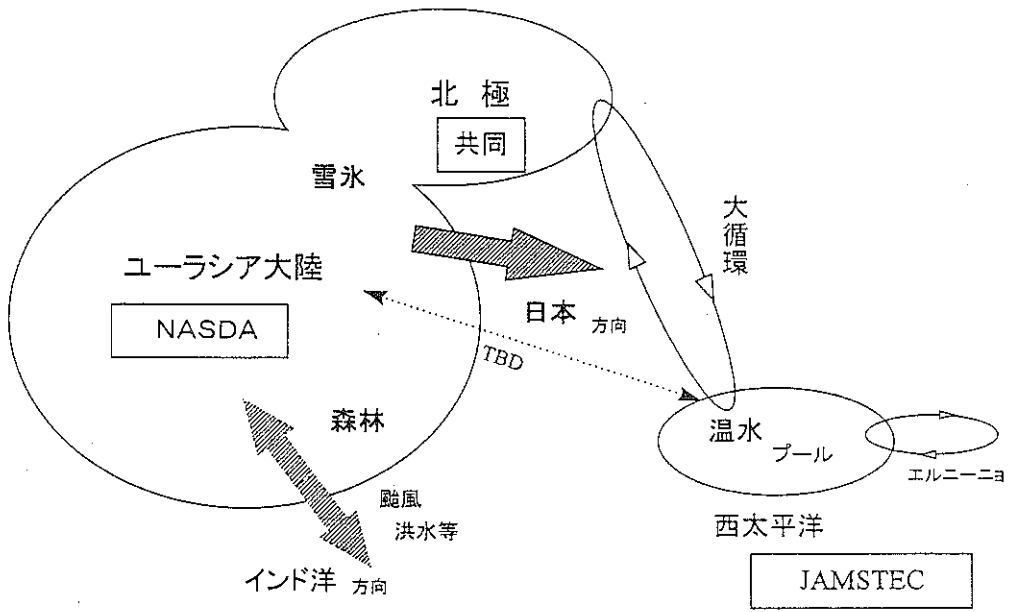 北極
共同
雪氷
大循環
ユーラシア大陸
NASDA
日本 方向
TBD
森林
温水 プール
エルニーニョ
颱風
洪水等
西太平洋
インド洋 方向
JAMSTEC